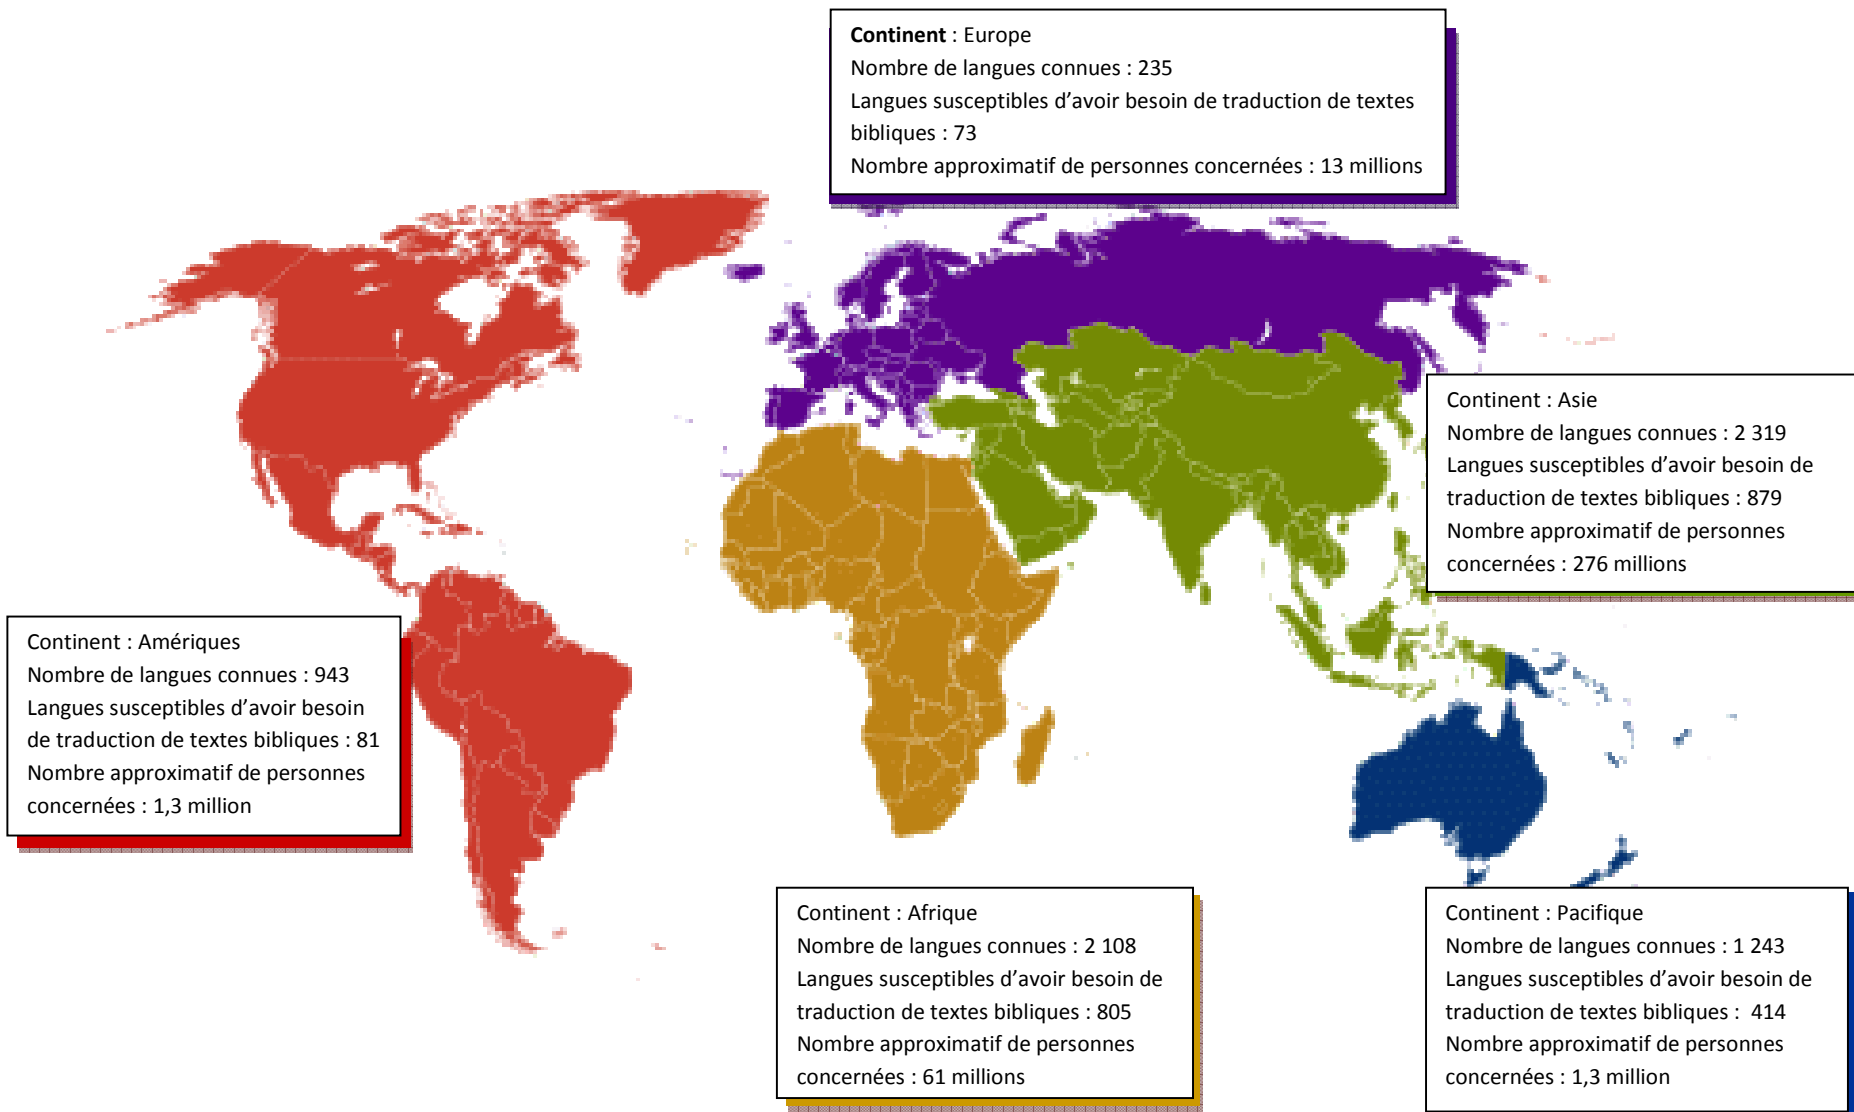 Continent : Europe
Nombre de langues connues : 235
Langues susceptibles d’avoir besoin de traduction de textes
bibliques : 73
Nombre approximatif de personnes concernées : 13 millions
Continent : Asie
Nombre de langues connues : 2 319
Langues susceptibles d’avoir besoin de
traduction de textes bibliques : 879
Nombre approximatif de personnes
concernées : 276 millions
Continent : Amériques
Nombre de langues connues : 943
Langues susceptibles d’avoir besoin
de traduction de textes bibliques : 81
Nombre approximatif de personnes
concernées : 1,3 million
Continent : Afrique
Nombre de langues connues : 2 108
Langues susceptibles d’avoir besoin de
traduction de textes bibliques : 805
Nombre approximatif de personnes
concernées : 61 millions
Continent : Pacifique
Nombre de langues connues : 1 243
Langues susceptibles d’avoir besoin de
traduction de textes bibliques : 414
Nombre approximatif de personnes
concernées : 1,3 million